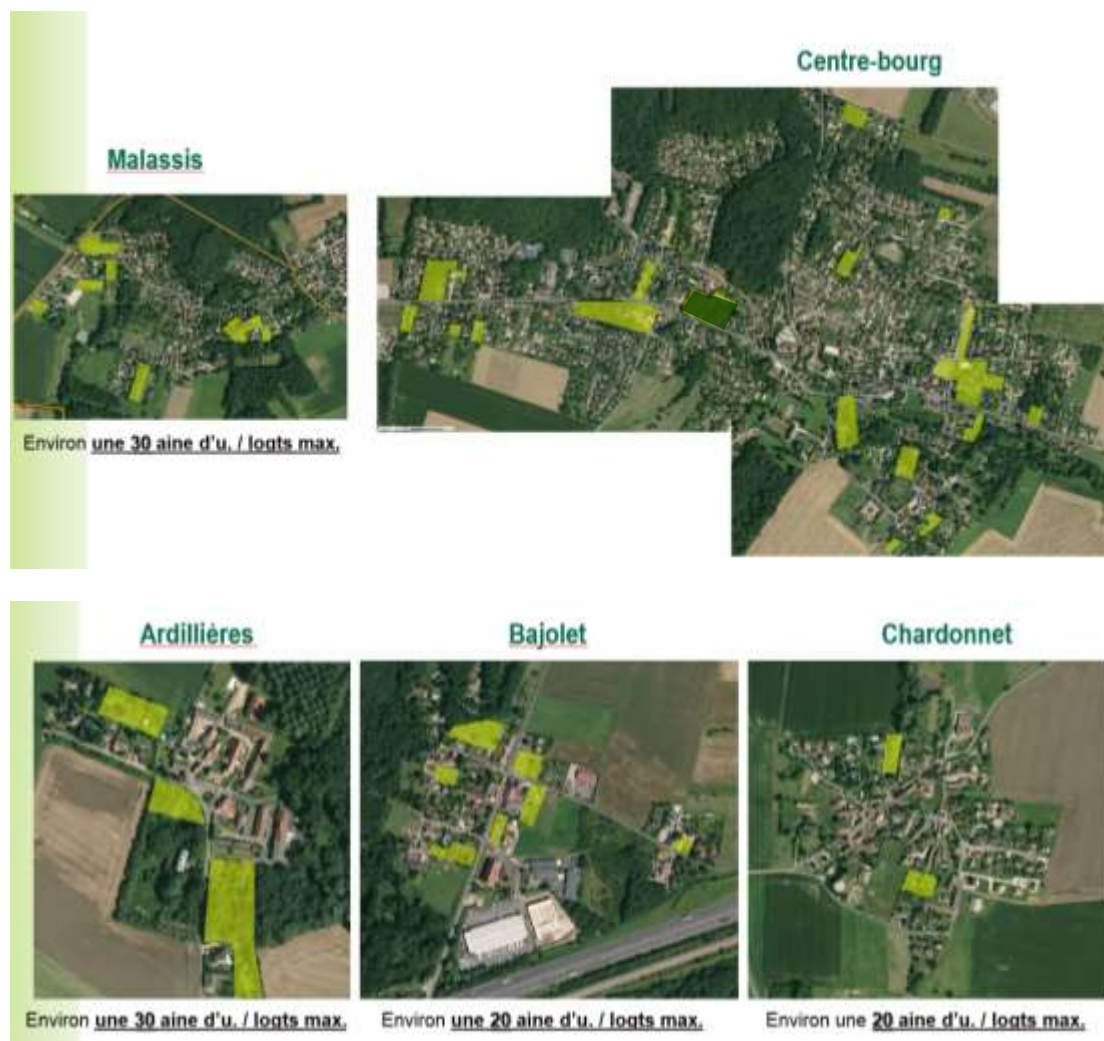 Centre-bourg
Malassis
Environ une 30 aine d'u. / logts max.
Ardillières
Bajolet
Chardonnet
Environ une 30 aine d'u. / logts max.
Environ une 20 aine d'u. / logts max.
Environ une 20 aine d'u. / logts max.